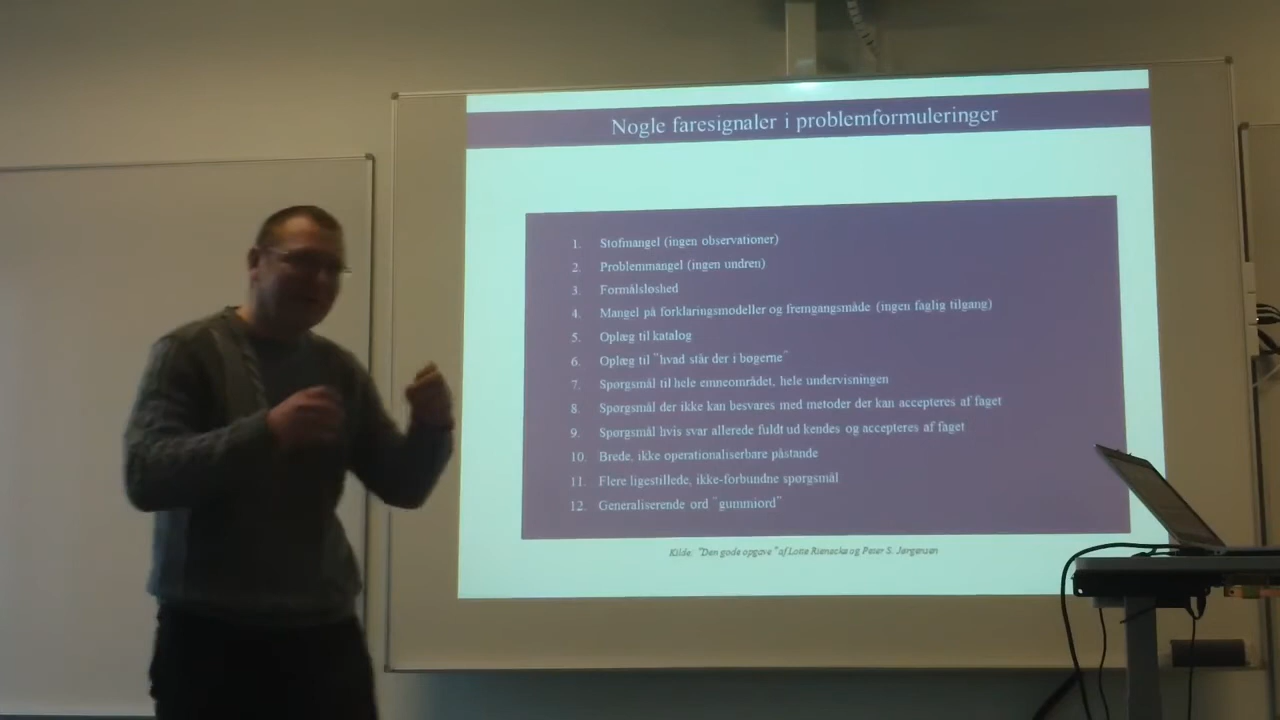 Nogle faresignaler i problemformuleringer
1. Stofmangel (ingen observationer)
2. Problemmangel (ingen undren)
3. Formålsløshed
4. Mangel på forklaringsmodeller og fremgangsmåde (ingen faglig tilgang)
5. Oplæg til katalog
6. Oplæg til "hvad står der i bøgerne"
7. Spørgsmål til hele emneområdet, hele undervisningen
8. Spørgsmål der ikke kan besvares med metoder der kan accepteres af faget
9. Spørgsmål hvis svar allerede fuldt ud kendes og accepteres af faget
10. Brede, ikke operationaliserbare påstande
11. Flere ligestillede, ikke-forbundne spørgsmål
12. Generaliserende ord "gummiord"
Kilde: "Den gode opgave" af Lotte Rienecke og Peter S. Jørgensen